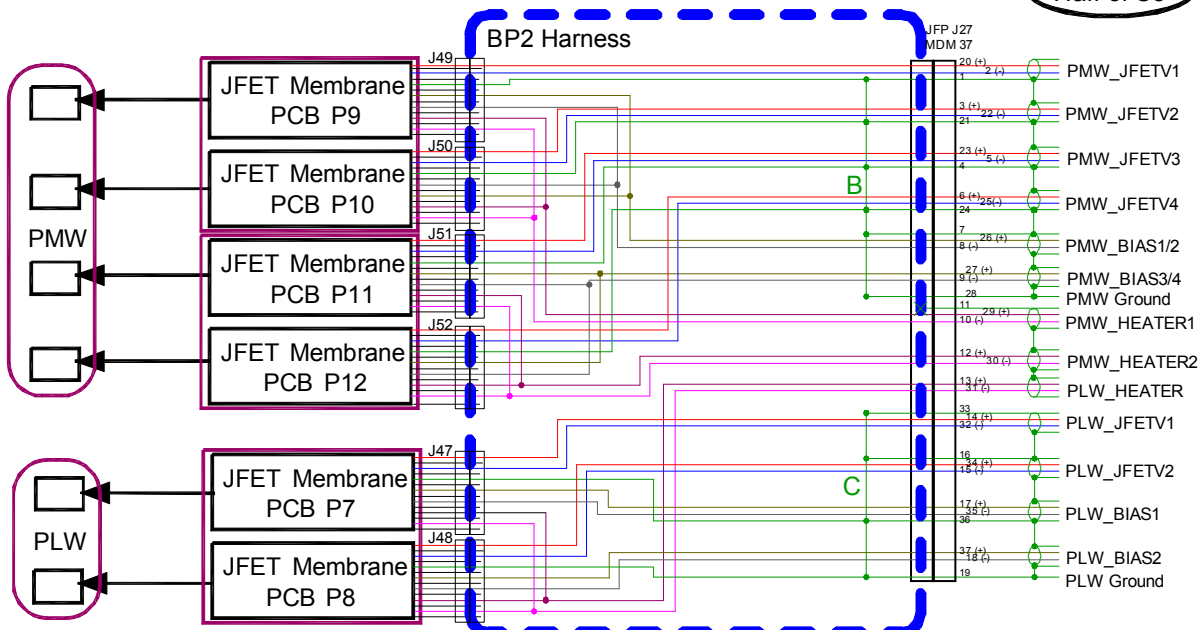 BP2 Harness
JFP J27
MDM 37
J49
JFET Membrane
PCB P9
J50
JFET Membrane
PCB P10
J51
JFET Membrane
PCB P11
J52
JFET Membrane
PCB P12
PMW
J47
JFET Membrane
PCB P7
J48
JFET Membrane
PCB P8
PLW
B
C
20 (+)
2 (-)
1
PMW_JFETV1
3 (+)
22 (-)
21
PMW_JFETV2
23 (+)
5 (-)
4
PMW_JFETV3
6 (+)
25(-)
24
PMW_JFETV4
7
26 (+)
8 (-)
PMW_BIAS1/2
27 (+)
9 (-)
PMW_BIAS3/4
28
PMW Ground
11
29 (+)
10 (-)
PMW_HEATER1
12 (+)
30 (-)
PMW_HEATER2
13 (+)
31 (-)
PLW_HEATER
33
14 (+)
32 (-)
PLW_JFETV1
16
34 (+)
15 (-)
PLW_JFETV2
17 (+)
35 (-)
36
PLW_BIAS1
37 (+)
18 (-)
PLW_BIAS2
19
PLW Ground